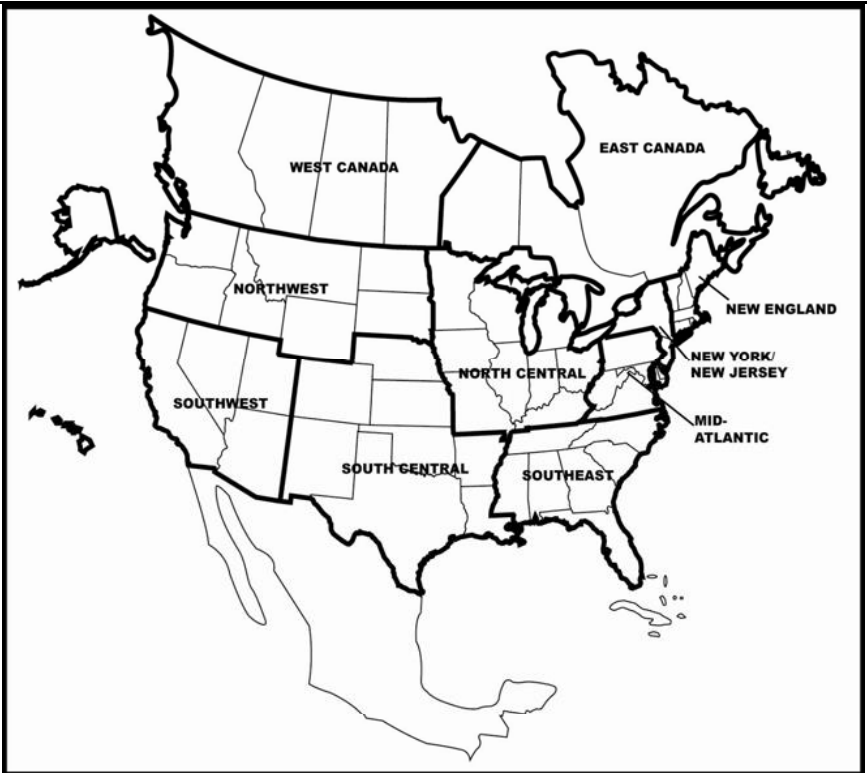 EAST CANADA
WEST CANADA
NORTHWEST
NEW ENGLAND
NEW YORK/
NEW JERSEY
NORTH CENTRAL
SOUTHWEST
MID-
ATLANTIC
SOUTH CENTRAL
SOUTHEAST